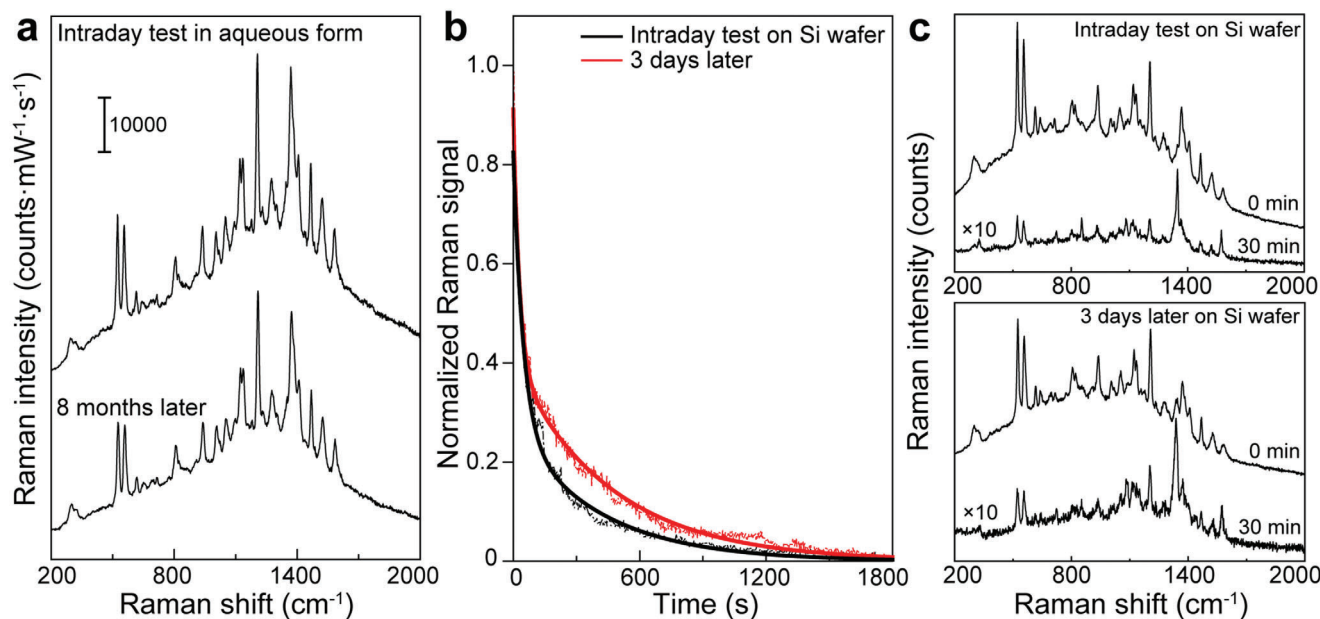 a
Intraday test in aqueous form
10000
8 months later
Raman intensity (counts·mW⁻¹·s⁻¹)
200 800 1400 2000
Raman shift (cm⁻¹)
b
Intraday test on Si wafer
3 days later
1.0
0.8
0.6
0.4
0.2
0
Normalized Raman signal
0 600 1200 1800
Time (s)
c
Intraday test on Si wafer
0 min
×10
30 min
200 800 1400 2000
3 days later on Si wafer
0 min
×10
30 min
Raman intensity (counts)
200 800 1400 2000
Raman shift (cm⁻¹)